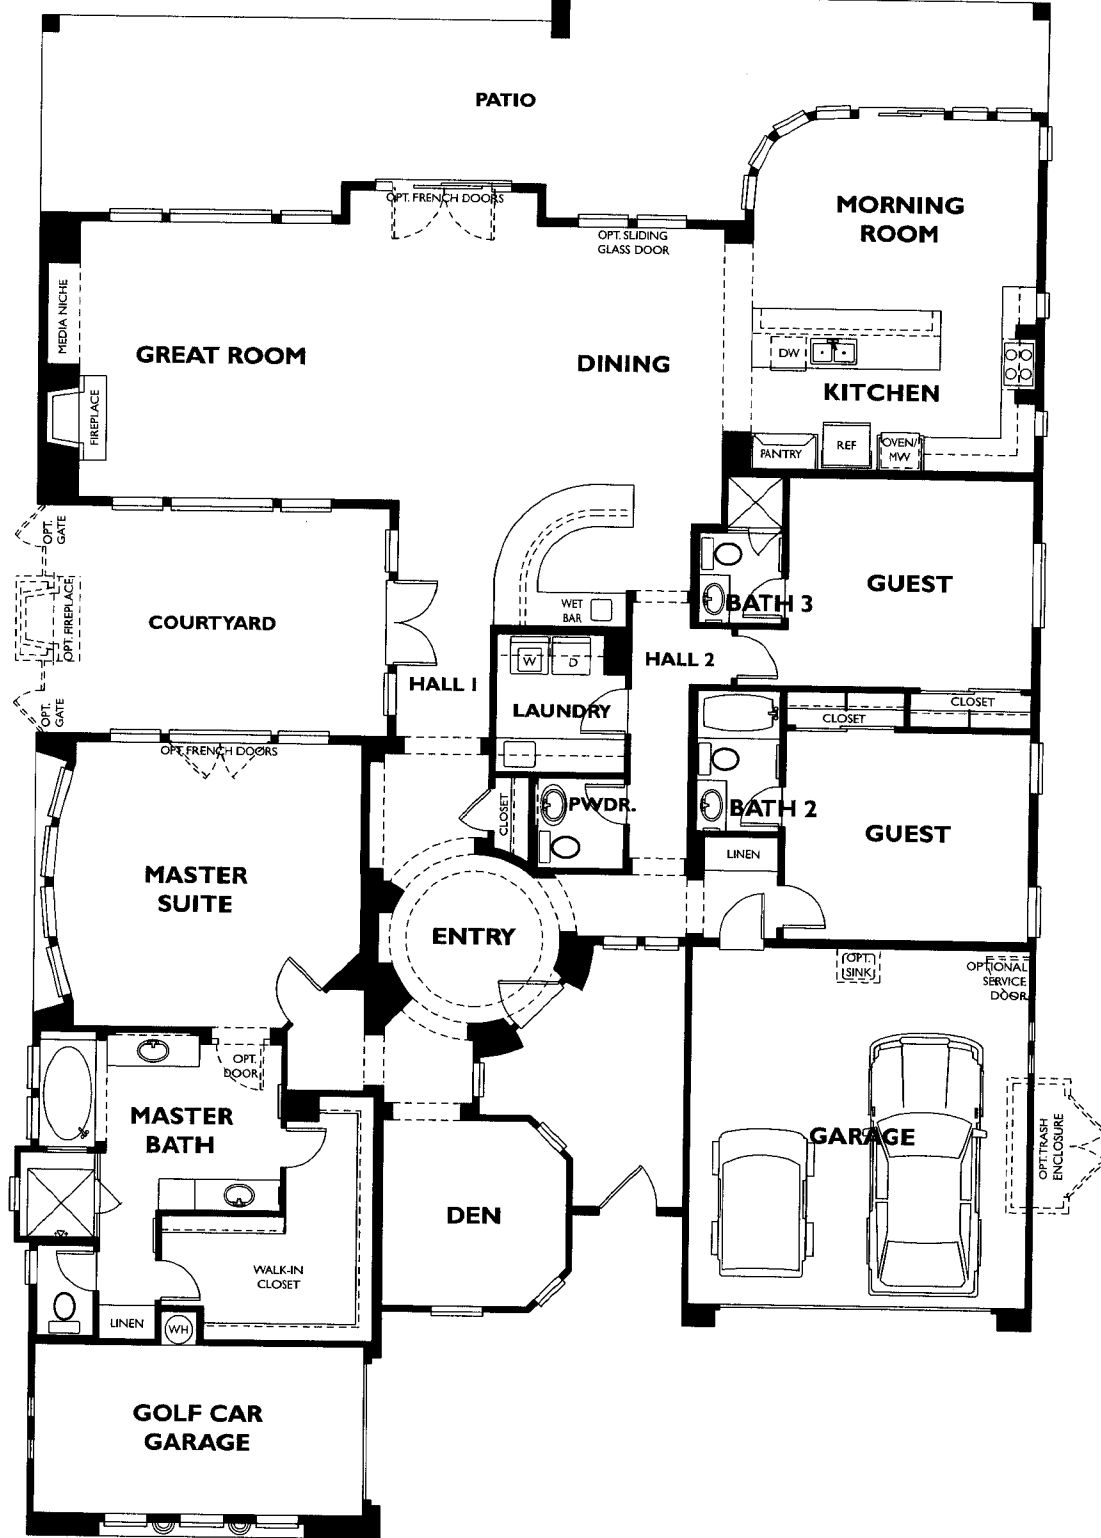 PATIO
OPT. FRENCH DOORS
MORNING
ROOM
OPT. SLIDING
GLASS DOOR
MEDIA NICHE
GREAT ROOM
DINING
DW
KITCHEN
FIREPLACE
PANTRY
REF
OVEN/
MW
OPT.
GATE
OPT. FIREPLACE
COURTYARD
WET
BAR
BATH 3
GUEST
OPT.
GATE
HALL 1
W
D
LAUNDRY
HALL 2
CLOSET
CLOSET
OPT. FRENCH DOORS
CLOSET
PWDR.
BATH 2
GUEST
LINEN
MASTER
SUITE
ENTRY
OPT.
SINK
OPTIONAL
SERVICE
DOOR
OPT.
DOOR
MASTER
BATH
GARAGE
OPT. TRASH
ENCLOSURE
DEN
WALK-IN
CLOSET
LINEN
WH
GOLF CAR
GARAGE